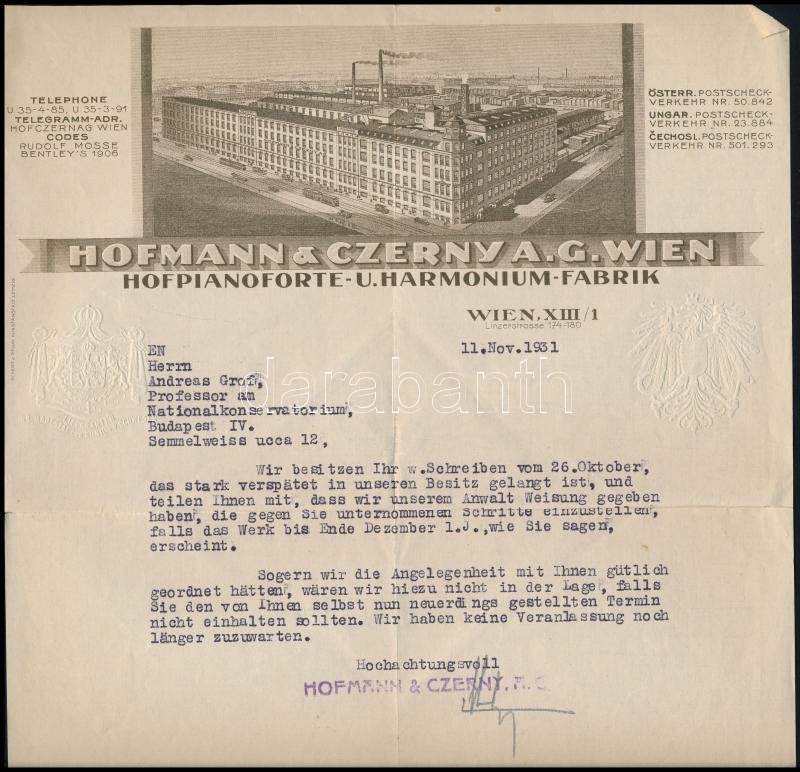 TELEPHONE
U 35-4-85, U 35-3-91
TELEGRAMM-ADR.
HOFCZERNAG WIEN
CODES
RUDOLF MOSSE
BENTLEY'S 1906
ÖSTERR. POSTSCHECK-
VERKEHR NR. 50.842
UNGAR. POSTSCHECK-
VERKEHR NR. 23.884
ČECHOSL. POSTSCHECK-
VERKEHR NR. 501.293
HOFMANN & CZERNY A.G. WIEN
HOFPIANOFORTE- U. HARMONIUM-FABRIK
WIEN, XIII/1
Linzerstrasse 174-180
EN
11.Nov.1931
Herrn
Andreas Grof,
Professor am
Nationalkonservatorium,
Budapest IV.
Semmelweiss ucca 12,
darabanth
Wir besitzen Ihr w.Schreiben vom 26.Oktober,
das stark verspätet in unseren Besitz gelangt ist, und
teilen Ihnen mit, dass wir unserem Anwalt Weisung gegeben
haben, die gegen Sie unternommenen Schritte einzustellen,
falls das Werk bis Ende Dezember l.J.,wie Sie sagen,
erscheint.
Sogern wir die Angelegenheit mit Ihnen gütlich
geordnet hätten, wären wir hiezu nicht in der Lage, falls
Sie den von Ihnen selbst nun neuerdings gestellten Termin
nicht einhalten sollten. Wir haben keine Veranlassung noch
länger zuzuwarten.
Hochachtungsvoll
HOFMANN & CZERNY, A. G.